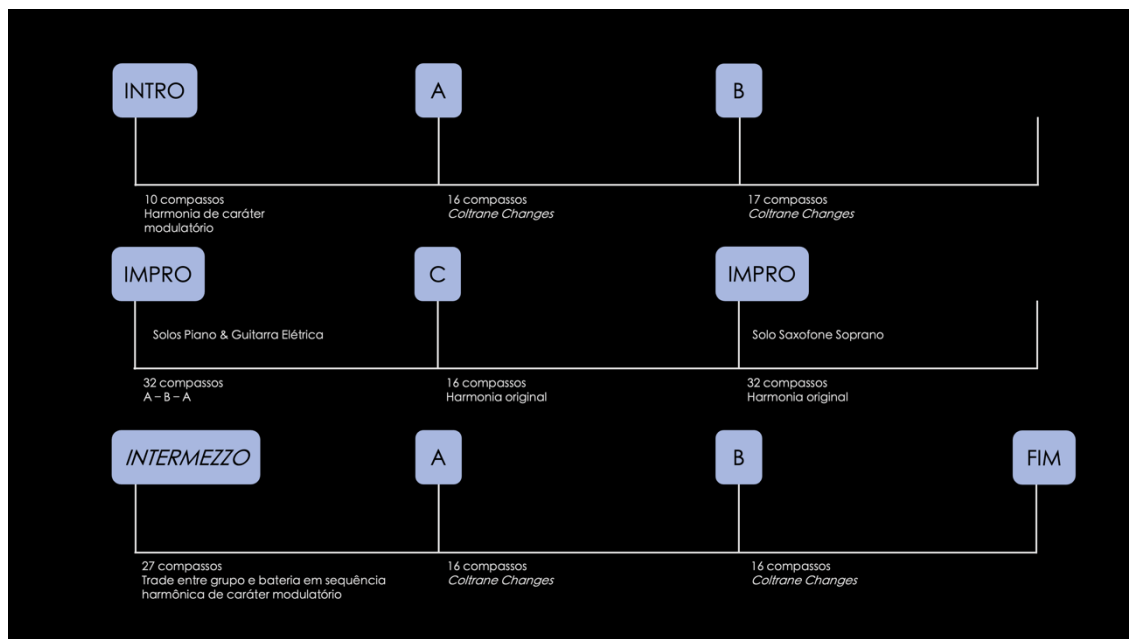 INTRO
A
B
10 compassos
Harmonia de caráter
modulatório
16 compassos
Coltrane Changes
17 compassos
Coltrane Changes
IMPRO
C
IMPRO
Solos Piano & Guitarra Elétrica
Solo Saxofone Soprano
32 compassos
A – B – A
16 compassos
Harmonia original
32 compassos
Harmonia original
INTERMEZZO
A
B
FIM
27 compassos
Trade entre grupo e bateria em sequência
harmônica de caráter modulatório
16 compassos
Coltrane Changes
16 compassos
Coltrane Changes